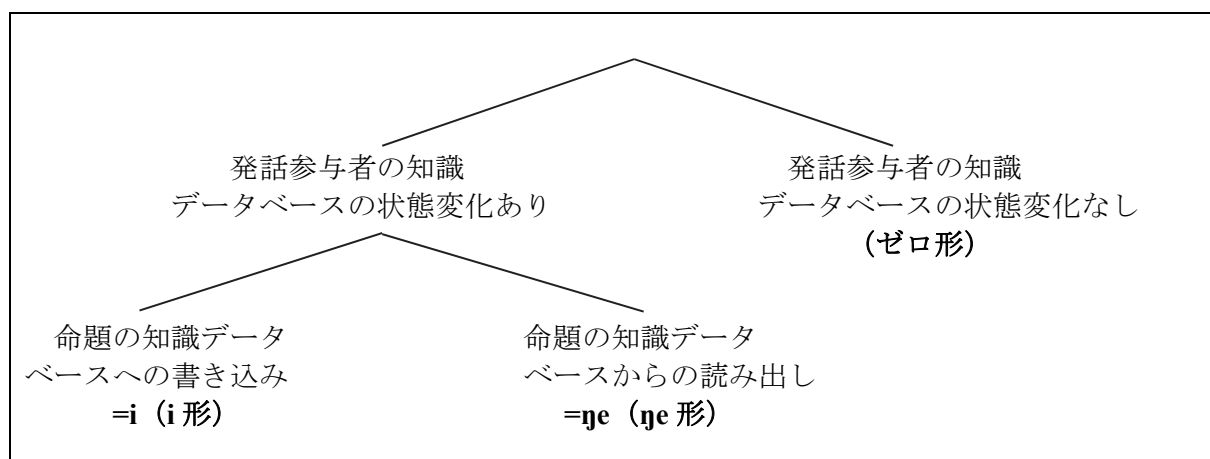 発話参与者の知識
データベースの状態変化あり
発話参与者の知識
データベースの状態変化なし
(ゼロ形)
命題の知識データ
ベースへの書き込み
=i(i 形)
命題の知識データ
ベースからの読み出し
=ŋe(ŋe 形)